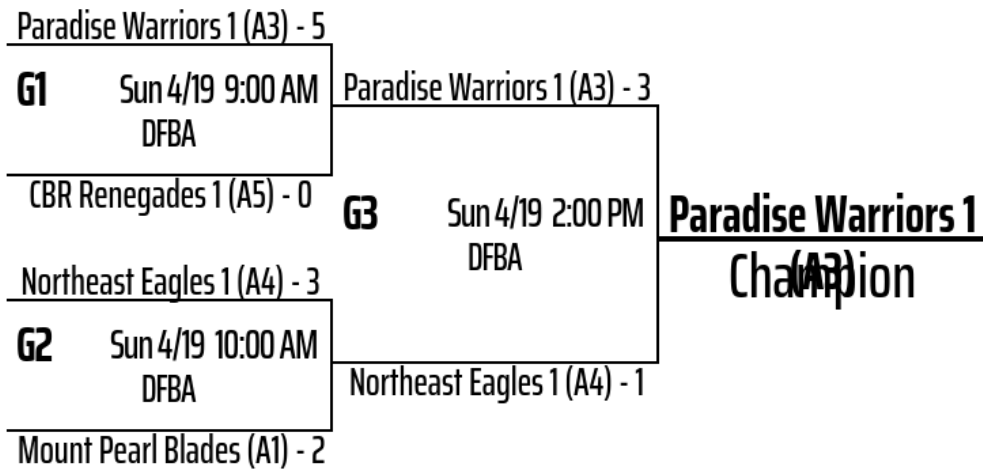 Paradise Warriors 1 (A3) - 5
G1 Sun 4/19 9:00 AM
DFBA
CBR Renegades 1 (A5) - 0
Northeast Eagles 1 (A4) - 3
G2 Sun 4/19 10:00 AM
DFBA
Mount Pearl Blades (A1) - 2
Paradise Warriors 1 (A3) - 3
G3 Sun 4/19 2:00 PM
DFBA
Northeast Eagles 1 (A4) - 1
Paradise Warriors 1
(A3)
Champion